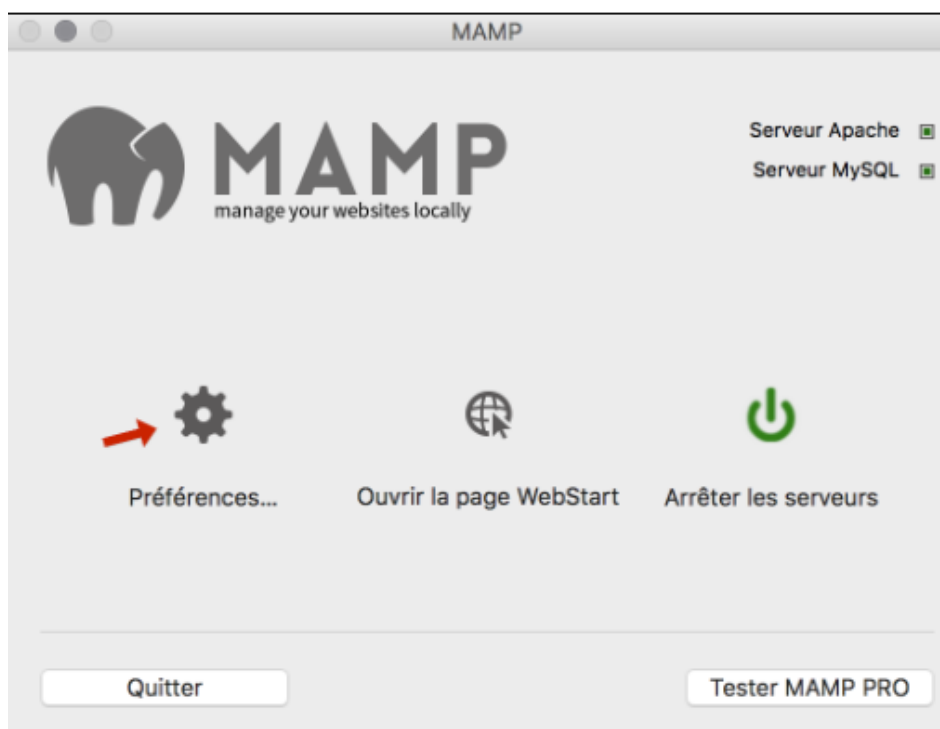 MAMP
MAMP
manage your websites locally
Serveur Apache
Serveur MySQL
Préférences...
Ouvrir la page WebStart
Arrêter les serveurs
Quitter
Tester MAMP PRO